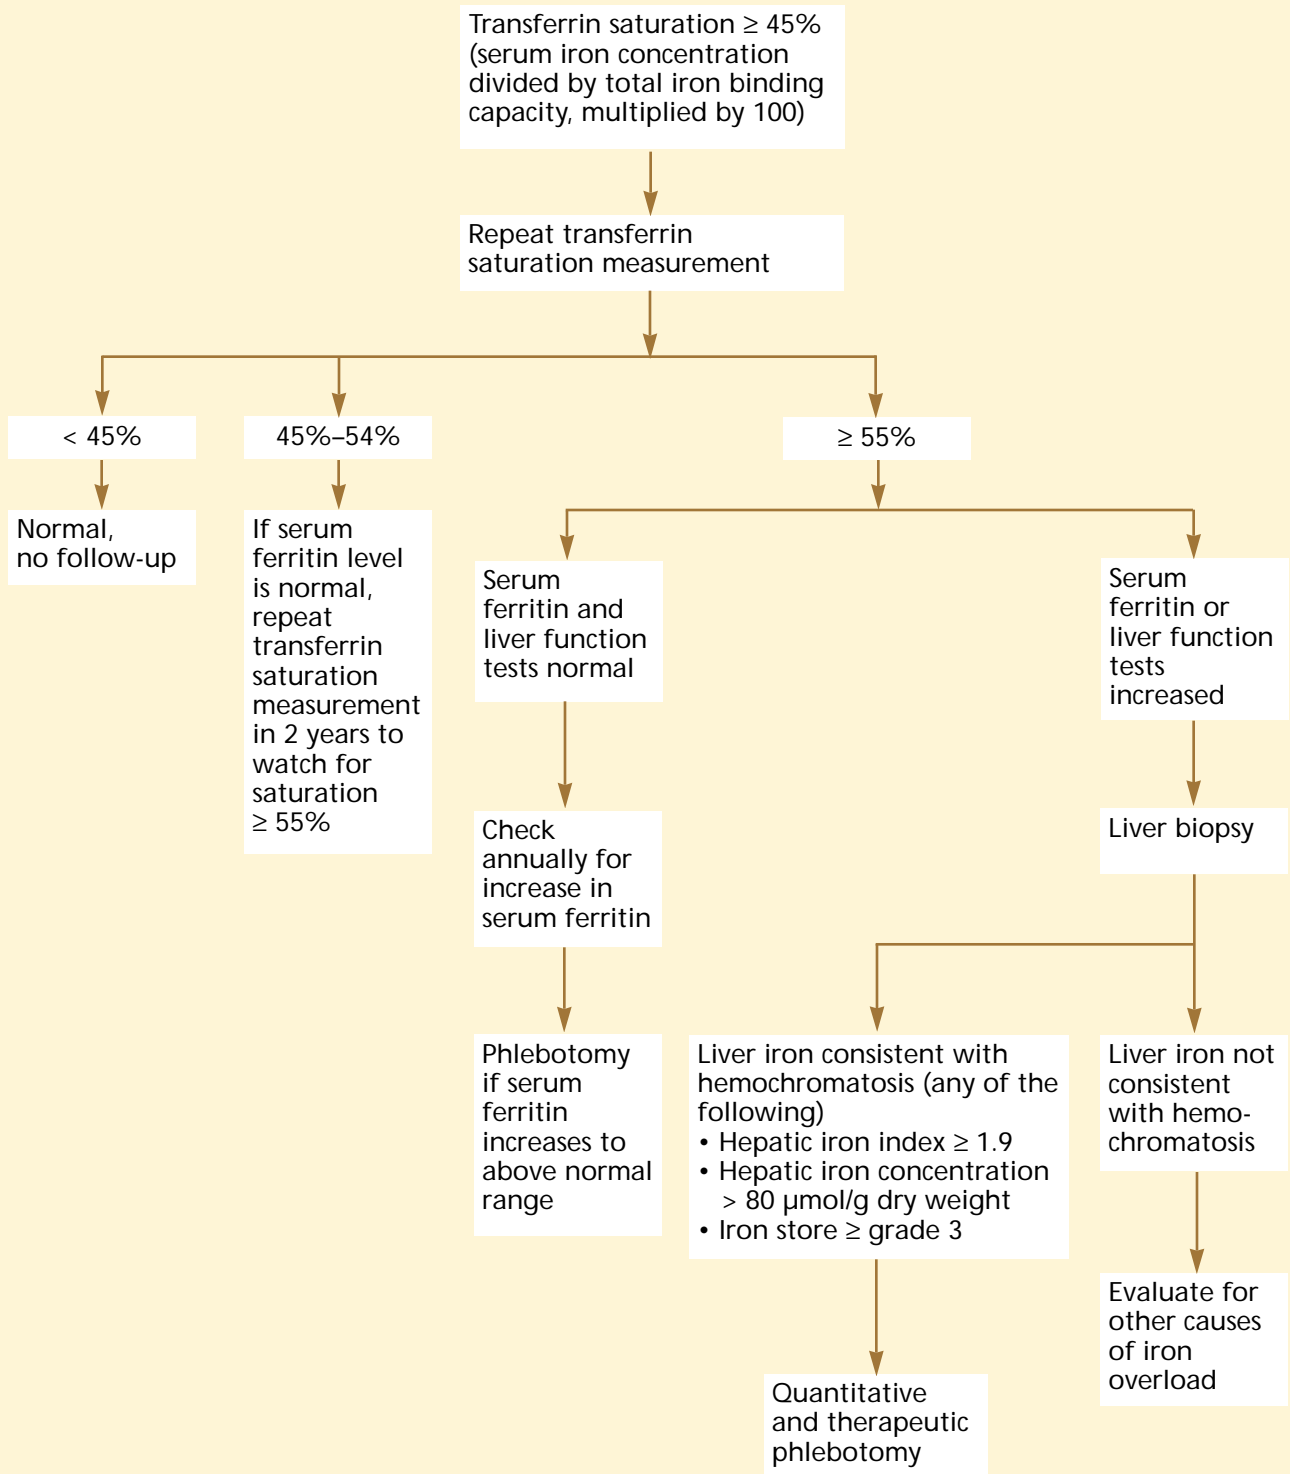 Transferrin saturation ≥ 45%
(serum iron concentration
divided by total iron binding
capacity, multiplied by 100)
Repeat transferrin
saturation measurement
< 45%
45%–54%
≥ 55%
Normal,
no follow-up
If serum
ferritin level
is normal,
repeat
transferrin
saturation
measurement
in 2 years to
watch for
saturation
≥ 55%
Serum
ferritin and
liver function
tests normal
Serum
ferritin or
liver function
tests
increased
Check
annually for
increase in
serum ferritin
Liver biopsy
Phlebotomy
if serum
ferritin
increases to
above normal
range
Liver iron consistent with
hemochromatosis (any of the
following)
• Hepatic iron index ≥ 1.9
• Hepatic iron concentration
> 80 µmol/g dry weight
• Iron store ≥ grade 3
Liver iron not
consistent
with hemo-
chromatosis
Quantitative
and therapeutic
phlebotomy
Evaluate for
other causes
of iron
overload